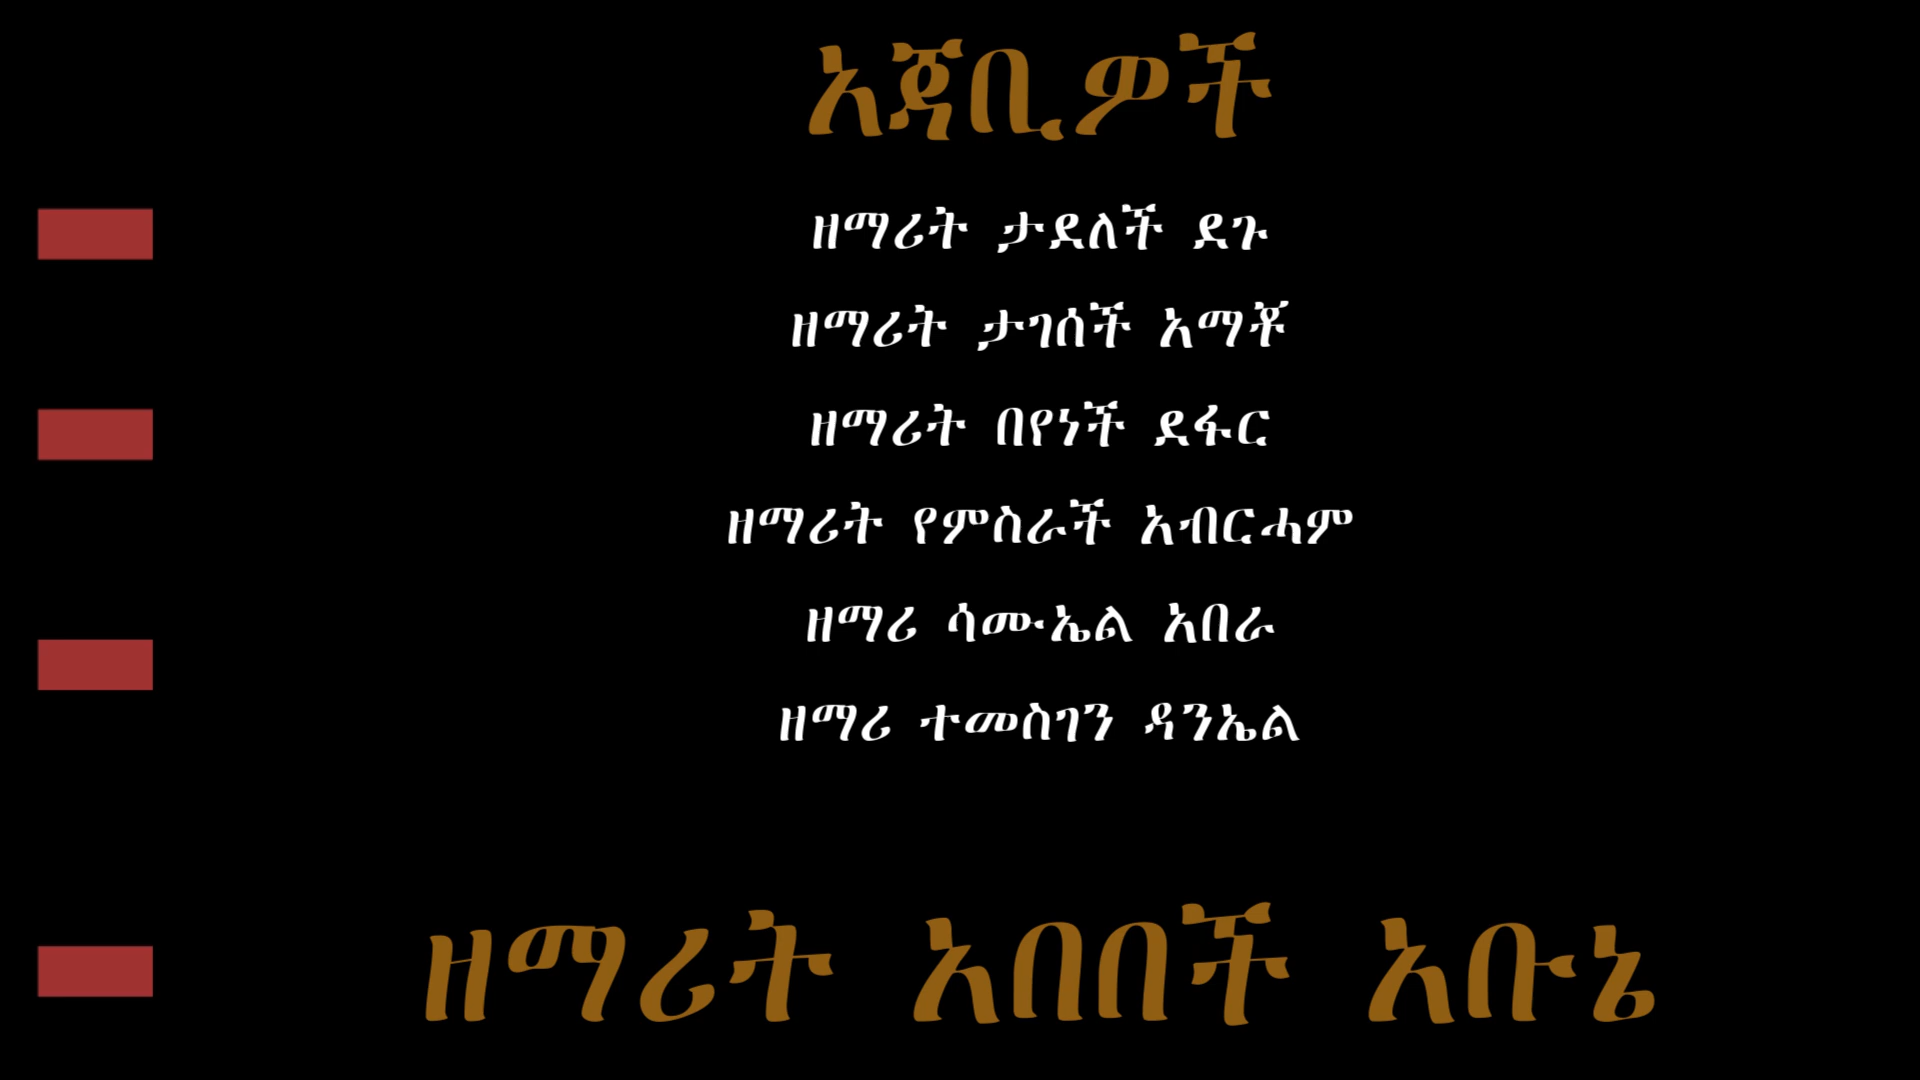 አጃቢዎች
ዘማሪት ታደለች ደጉ
ዘማሪት ታገሰች አማቾ
ዘማሪት በየነች ደፋር
ዘማሪት የምስራች አብርሓም
ዘማሪ ሳሙኤል አበራ
ዘማሪ ተመስገን ዳንኤል
ዘማሪት አበበች አቡኔ